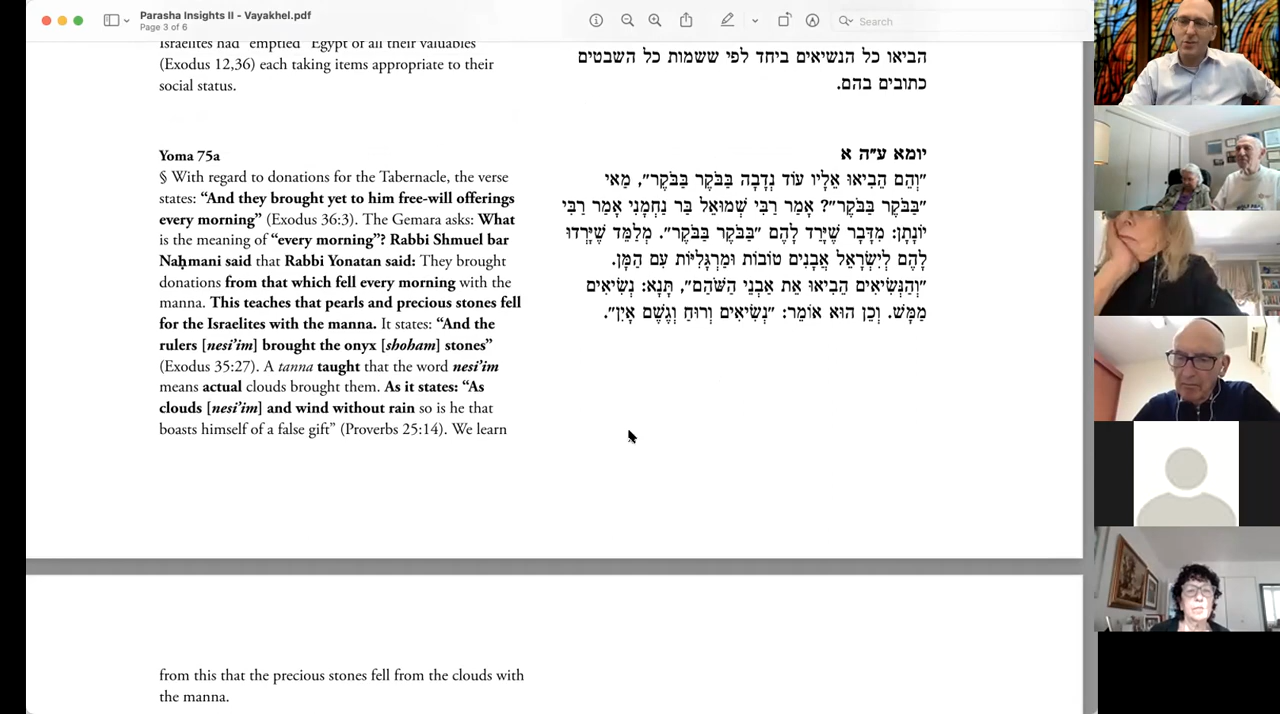 Parasha Insights II - Vayakhel.pdf
Page 3 of 6
Search
Israelites had "emptied" Egypt of all their valuables
(Exodus 12,36) each taking items appropriate to their
social status.
הביאו כל הנשיאים ביחד לפי ששמות כל השבטים
כתובים בהם.
Yoma 75a
§ With regard to donations for the Tabernacle, the verse
states: “And they brought yet to him free-will offerings
every morning” (Exodus 36:3). The Gemara asks: What
is the meaning of “every morning”? Rabbi Shmuel bar
Naḥmani said that Rabbi Yonatan said: They brought
donations from that which fell every morning with the
manna. This teaches that pearls and precious stones fell
for the Israelites with the manna. It states: “And the
rulers [nesi’im] brought the onyx [shoham] stones”
(Exodus 35:27). A tanna taught that the word nesi’im
means actual clouds brought them. As it states: “As
clouds [nesi’im] and wind without rain so is he that
boasts himself of a false gift” (Proverbs 25:14). We learn
יומא ע״ה א
״וְהֵם הֵבִיאוּ אֵלָיו עוֹד נְדָבָה בַּבֹּקֶר בַּבֹּקֶר״, מַאי
״בַּבֹּקֶר בַּבֹּקֶר״? אָמַר רַבִּי שְׁמוּאֵל בַּר נַחְמָנִי אָמַר רַבִּי
יוֹנָתָן: מִדָּבָר שֶׁיָּרַד לָהֶם ״בַּבֹּקֶר בַּבֹּקֶר״. מְלַמֵּד שֶׁיָּרְדוּ
לָהֶם לְיִשְׂרָאֵל אֲבָנִים טוֹבוֹת וּמַרְגָּלִיּוֹת עִם הַמָּן.
״וְהַנְּשִׂיאִים הֵבִיאוּ אֵת אַבְנֵי הַשֹּׁהַם״, תָּנָא: נְשִׂיאִים
מַמָּשׁ. וְכֵן הוּא אוֹמֵר: ״נְשִׂיאִים וְרוּחַ וְגֶשֶׁם אָיִן״.
from this that the precious stones fell from the clouds with
the manna.